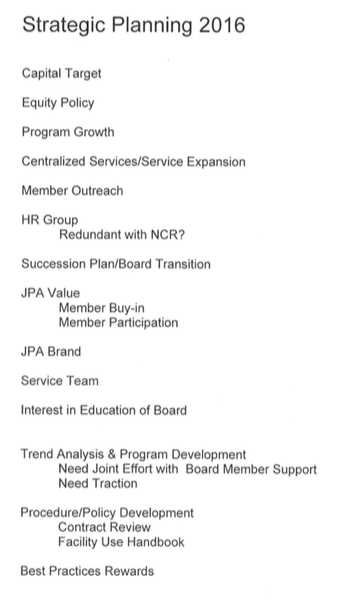 Strategic Planning 2016
Capital Target
Equity Policy
Program Growth
Centralized Services/Service Expansion
Member Outreach
HR Group
Redundant with NCR?
Succession Plan/Board Transition
JPA Value
Member Buy-in
Member Participation
JPA Brand
Service Team
Interest in Education of Board
Trend Analysis & Program Development
Need Joint Effort with Board Member Support
Need Traction
Procedure/Policy Development
Contract Review
Facility Use Handbook
Best Practices Rewards